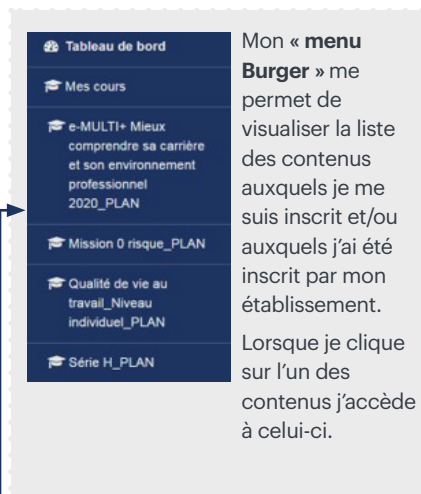 Tableau de bord
Mes cours
e-MULTI+ Mieux
comprendre sa carrière
et son environnement
professionnel
2020_PLAN
Mission 0 risque_PLAN
Qualité de vie au
travail_Niveau
individuel_PLAN
Série H_PLAN
Mon « menu
Burger » me
permet de
visualiser la liste
des contenus
auxquels je me
suis inscrit et/ou
auxquels j’ai été
inscrit par mon
établissement.
Lorsque je clique
sur l’un des
contenus j’accède
à celui-ci.